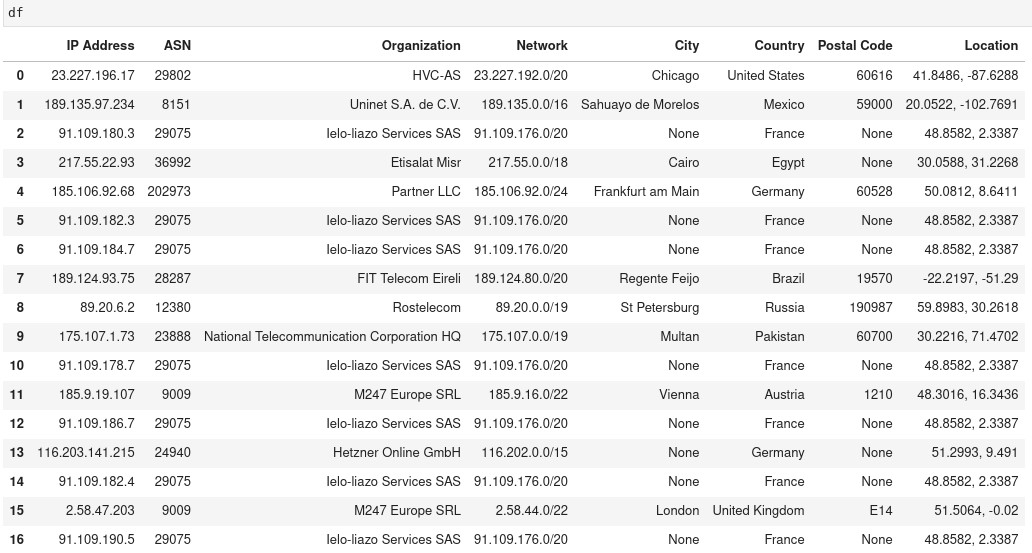 df
IP Address ASN Organization Network City Country Postal Code Location
0 23.227.196.17 29802 HVC-AS 23.227.192.0/20 Chicago United States 60616 41.8486, -87.6288
1 189.135.97.234 8151 Uninet S.A. de C.V. 189.135.0.0/16 Sahuayo de Morelos Mexico 59000 20.0522, -102.7691
2 91.109.180.3 29075 Ielo-liazo Services SAS 91.109.176.0/20 None France None 48.8582, 2.3387
3 217.55.22.93 36992 Etisalat Misr 217.55.0.0/18 Cairo Egypt None 30.0588, 31.2268
4 185.106.92.68 202973 Partner LLC 185.106.92.0/24 Frankfurt am Main Germany 60528 50.0812, 8.6411
5 91.109.182.3 29075 Ielo-liazo Services SAS 91.109.176.0/20 None France None 48.8582, 2.3387
6 91.109.184.7 29075 Ielo-liazo Services SAS 91.109.176.0/20 None France None 48.8582, 2.3387
7 189.124.93.75 28287 FIT Telecom Eireli 189.124.80.0/20 Regente Feijo Brazil 19570 -22.2197, -51.29
8 89.20.6.2 12380 Rostelecom 89.20.0.0/19 St Petersburg Russia 190987 59.8983, 30.2618
9 175.107.1.73 23888 National Telecommunication Corporation HQ 175.107.0.0/19 Multan Pakistan 60700 30.2216, 71.4702
10 91.109.178.7 29075 Ielo-liazo Services SAS 91.109.176.0/20 None France None 48.8582, 2.3387
11 185.9.19.107 9009 M247 Europe SRL 185.9.16.0/22 Vienna Austria 1210 48.3016, 16.3436
12 91.109.186.7 29075 Ielo-liazo Services SAS 91.109.176.0/20 None France None 48.8582, 2.3387
13 116.203.141.215 24940 Hetzner Online GmbH 116.202.0.0/15 None Germany None 51.2993, 9.491
14 91.109.182.4 29075 Ielo-liazo Services SAS 91.109.176.0/20 None France None 48.8582, 2.3387
15 2.58.47.203 9009 M247 Europe SRL 2.58.44.0/22 London United Kingdom E14 51.5064, -0.02
16 91.109.190.5 29075 Ielo-liazo Services SAS 91.109.176.0/20 None France None 48.8582, 2.3387